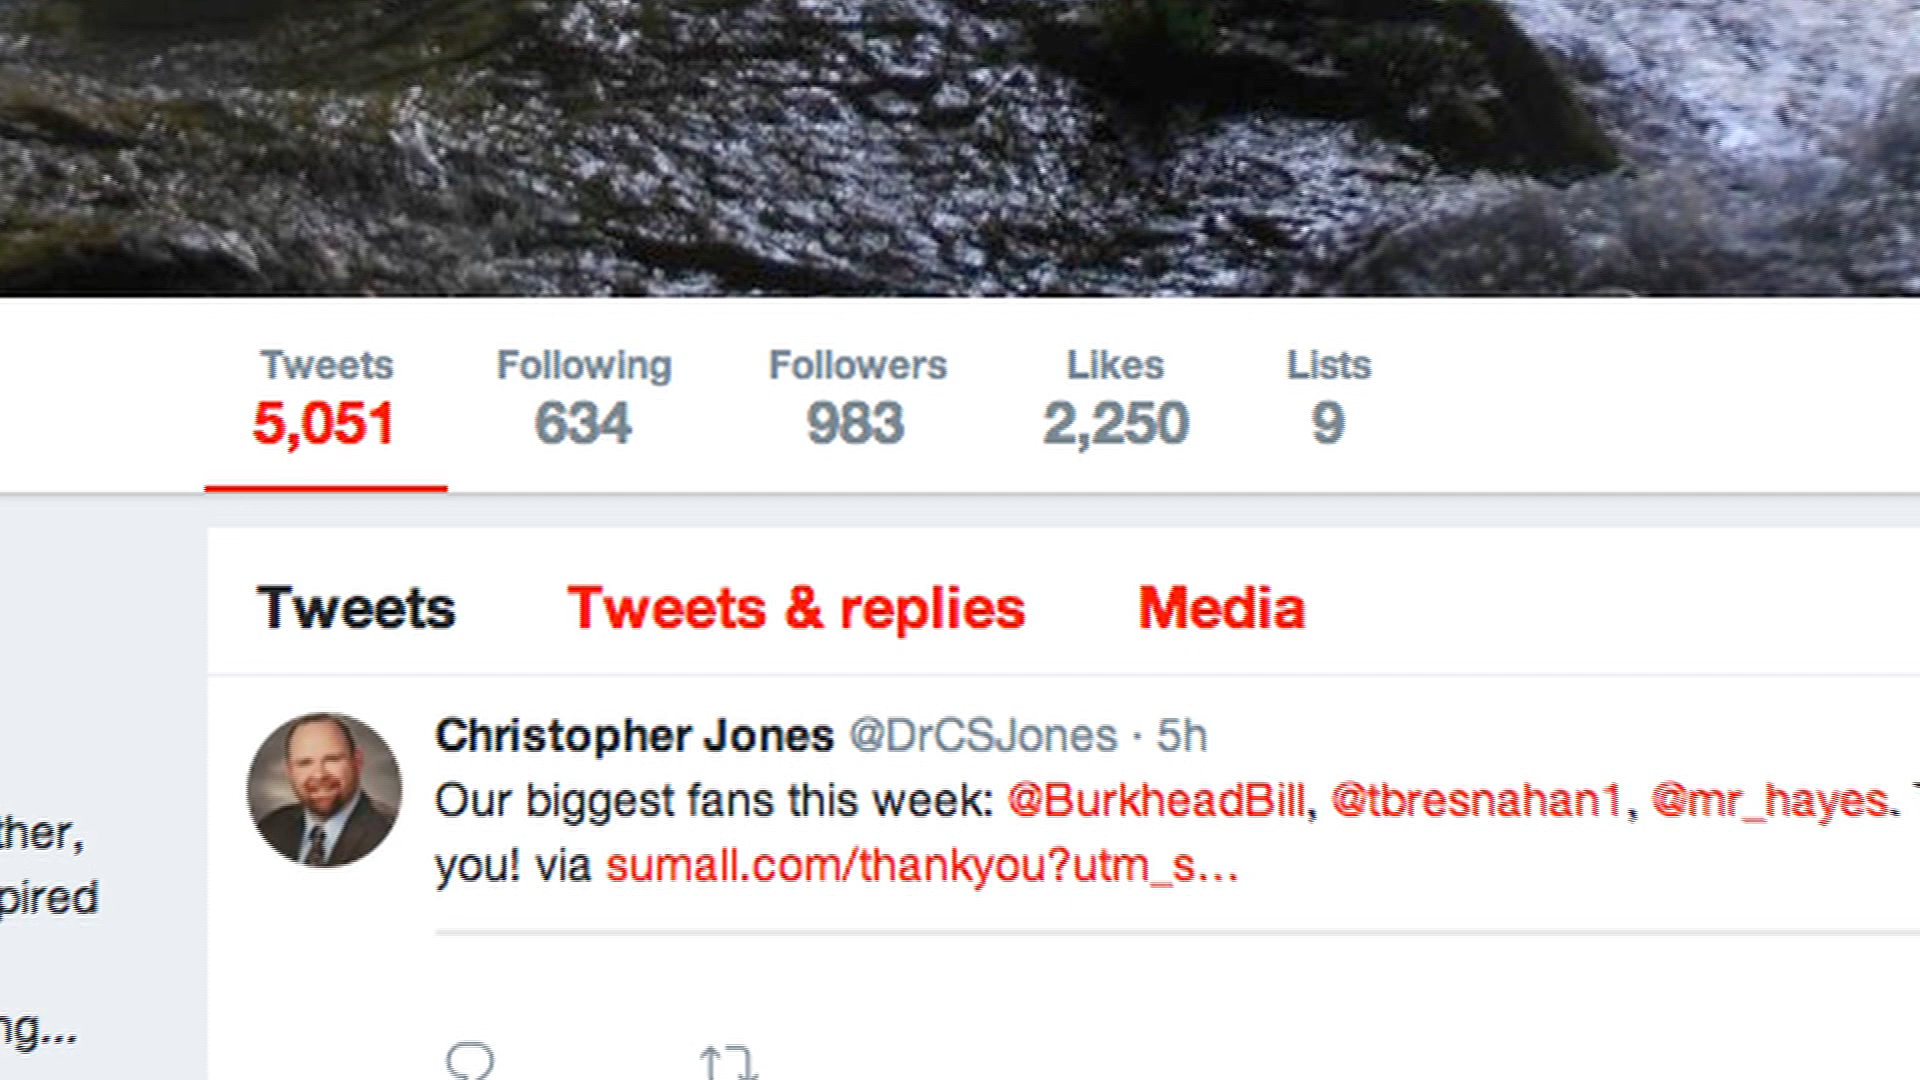 Tweets Following Followers Likes Lists
5,051 634 983 2,250 9
Tweets Tweets & replies Media
Christopher Jones @DrCSJones · 5h
Our biggest fans this week: @BurkheadBill, @tbresnahan1, @mr_hayes.
you! via sumall.com/thankyou?utm_s...
ther,
pired
ng...